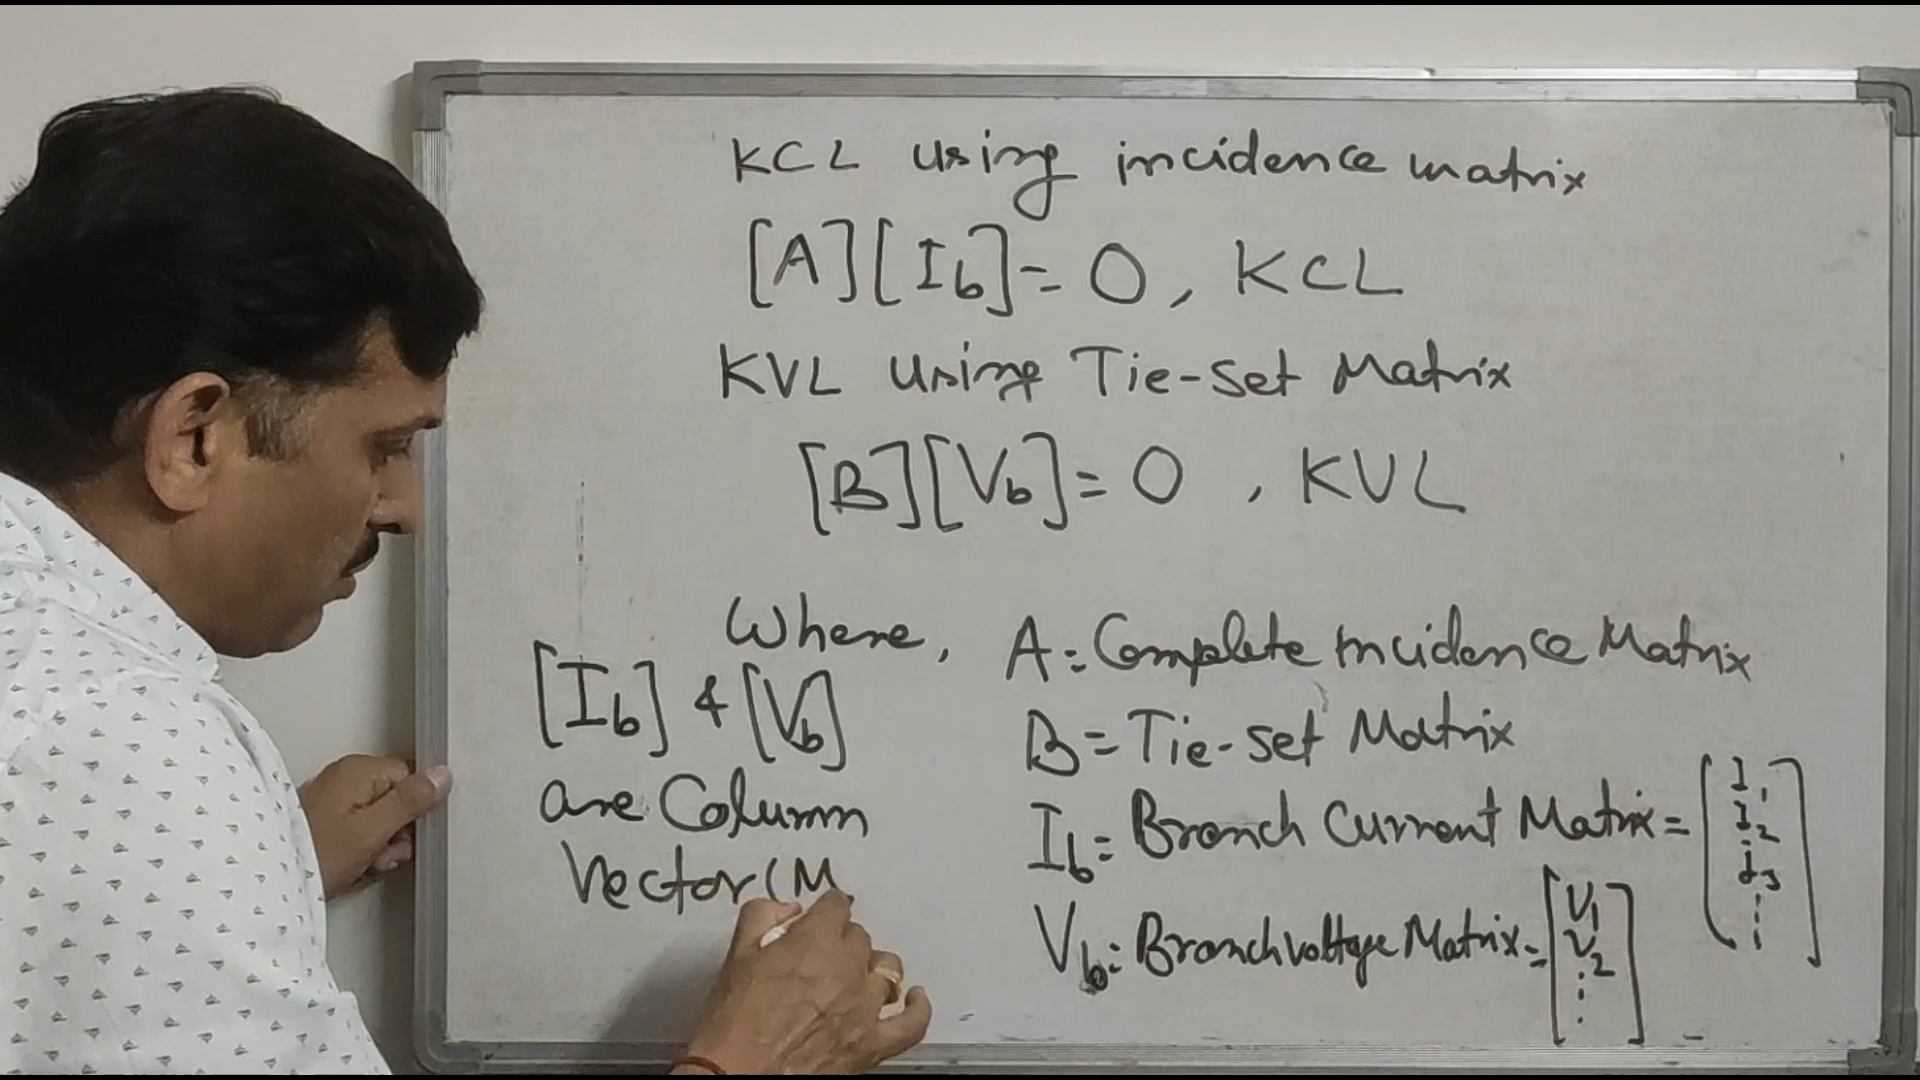 KCL using incidence matrix
[A][Ib]=0, KCL
KVL using Tie-set Matrix
[B][Vb]=0, KVL
Where, A=Complete Incidence Matrix
B=Tie-set Matrix
Ib=Branch Current Matrix=[I1 I2 I3 ⋮]
Vb=Branch voltage Matrix=[V1 V2 ⋮]
[Ib] & [Vb]
are Column
Vector(M